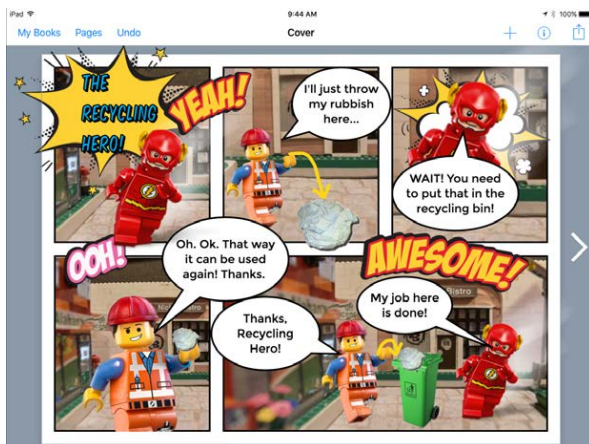 iPad
9:44 AM
100%
My Books Pages Undo
Cover
THE
RECYCLING
HERO!
YEAH!
I'll just throw
my rubbish
here...
WAIT! You need
to put that in the
recycling bin!
OOH!
Oh. Ok. That way
it can be used
again! Thanks.
AWESOME!
Thanks,
Recycling
Hero!
My job here
is done!
Bistro